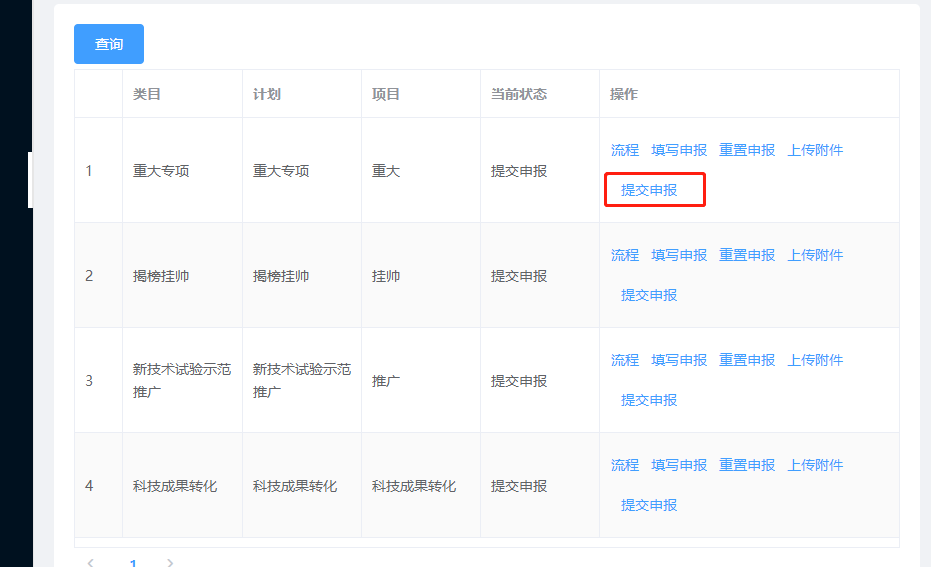 查询
类目 计划 项目 当前状态 操作
1 重大专项 重大专项 重大 提交申报 流程 填写申报 重置申报 上传附件
提交申报
2 揭榜挂帅 揭榜挂帅 挂帅 提交申报 流程 填写申报 重置申报 上传附件
提交申报
3 新技术试验示范 新技术试验示范 推广 提交申报 流程 填写申报 重置申报 上传附件
推广 推广 提交申报
4 科技成果转化 科技成果转化 科技成果转化 提交申报 流程 填写申报 重置申报 上传附件
提交申报
1